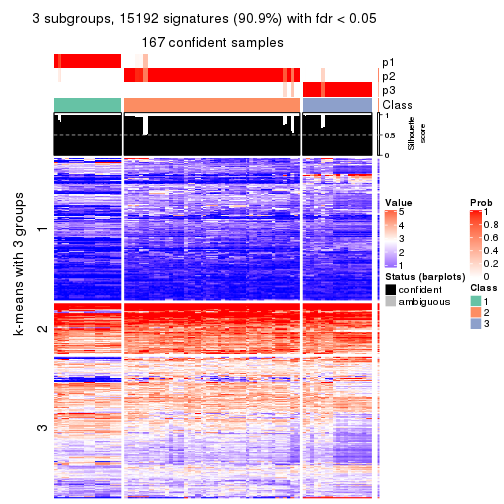 3 subgroups, 15192 signatures (90.9%) with fdr < 0.05
167 confident samples
p1
p2
p3
Class
1
0.5
0
Silhouette
score
k-means with 3 groups
1
2
3
Value
5
4
3
2
1
Status (barplots)
confident
ambiguous
Prob
1
0.8
0.6
0.4
0.2
0
Class
1
2
3